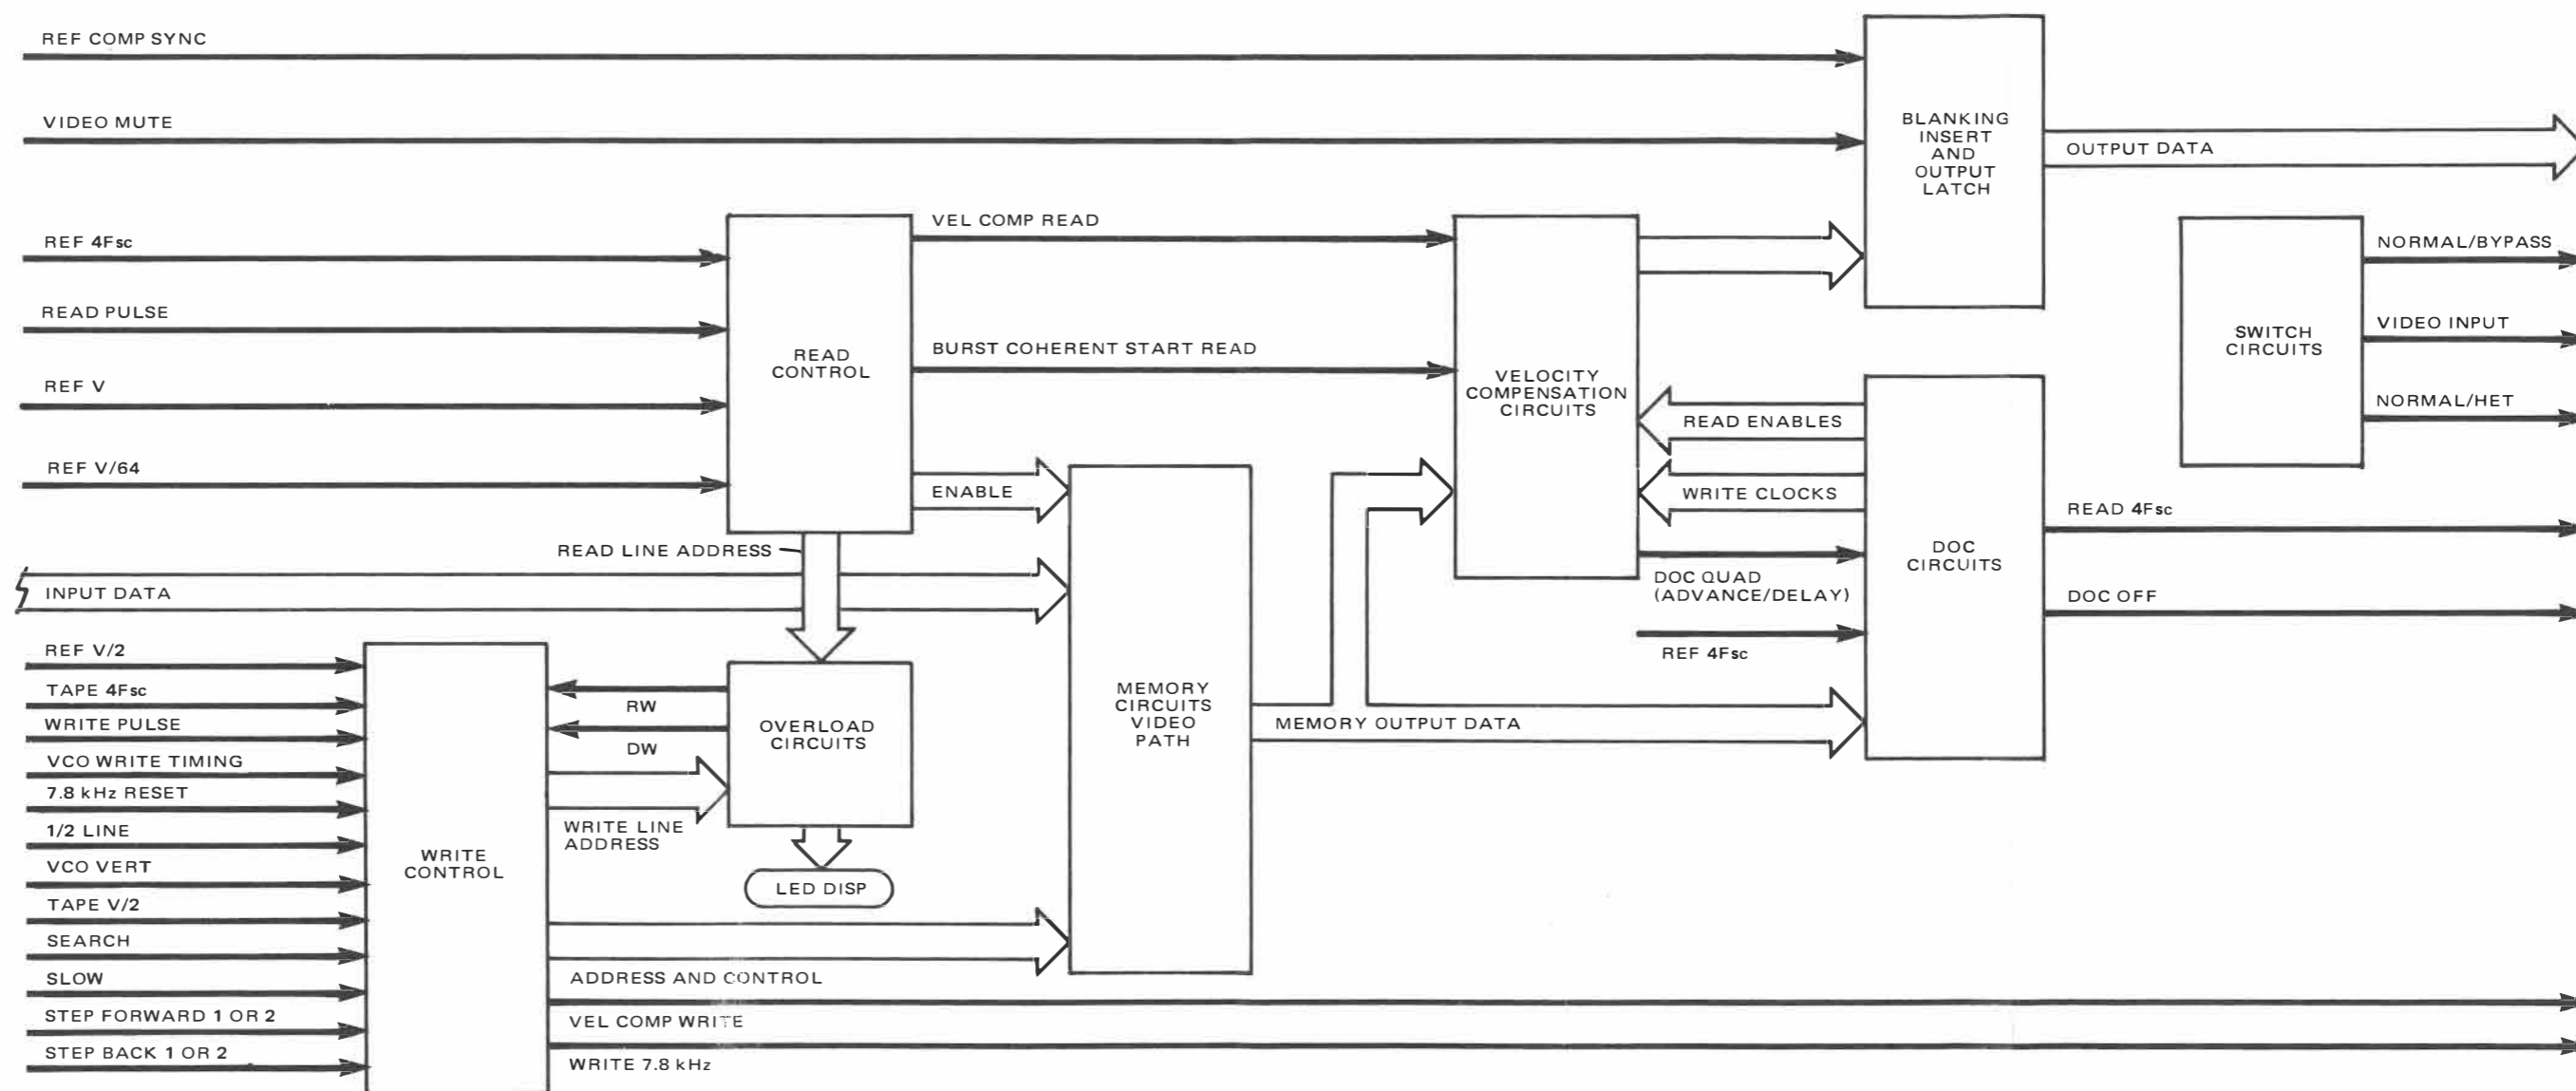 REF COMP SYNC
VIDEO MUTE
BLANKING
INSERT
AND
OUTPUT
LATCH
OUTPUT DATA
REF 4Fsc
READ PULSE
REF V
REF V/64
READ
CONTROL
VEL COMP READ
BURST COHERENT START READ
ENABLE
VELOCITY
COMPENSATION
CIRCUITS
READ ENABLES
WRITE CLOCKS
DOC QUAD
(ADVANCE/DELAY)
REF 4Fsc
DOC
CIRCUITS
SWITCH
CIRCUITS
NORMAL/BYPASS
VIDEO INPUT
NORMAL/HET
READ 4Fsc
DOC OFF
READ LINE ADDRESS
INPUT DATA
REF V/2
TAPE 4Fsc
WRITE PULSE
VCO WRITE TIMING
7.8 kHz RESET
1/2 LINE
VCO VERT
TAPE V/2
SEARCH
SLOW
STEP FORWARD 1 OR 2
STEP BACK 1 OR 2
WRITE
CONTROL
RW
DW
WRITE LINE
ADDRESS
OVERLOAD
CIRCUITS
LED DISP
MEMORY
CIRCUITS
VIDEO
PATH
MEMORY OUTPUT DATA
ADDRESS AND CONTROL
VEL COMP WRITE
WRITE 7.8 kHz